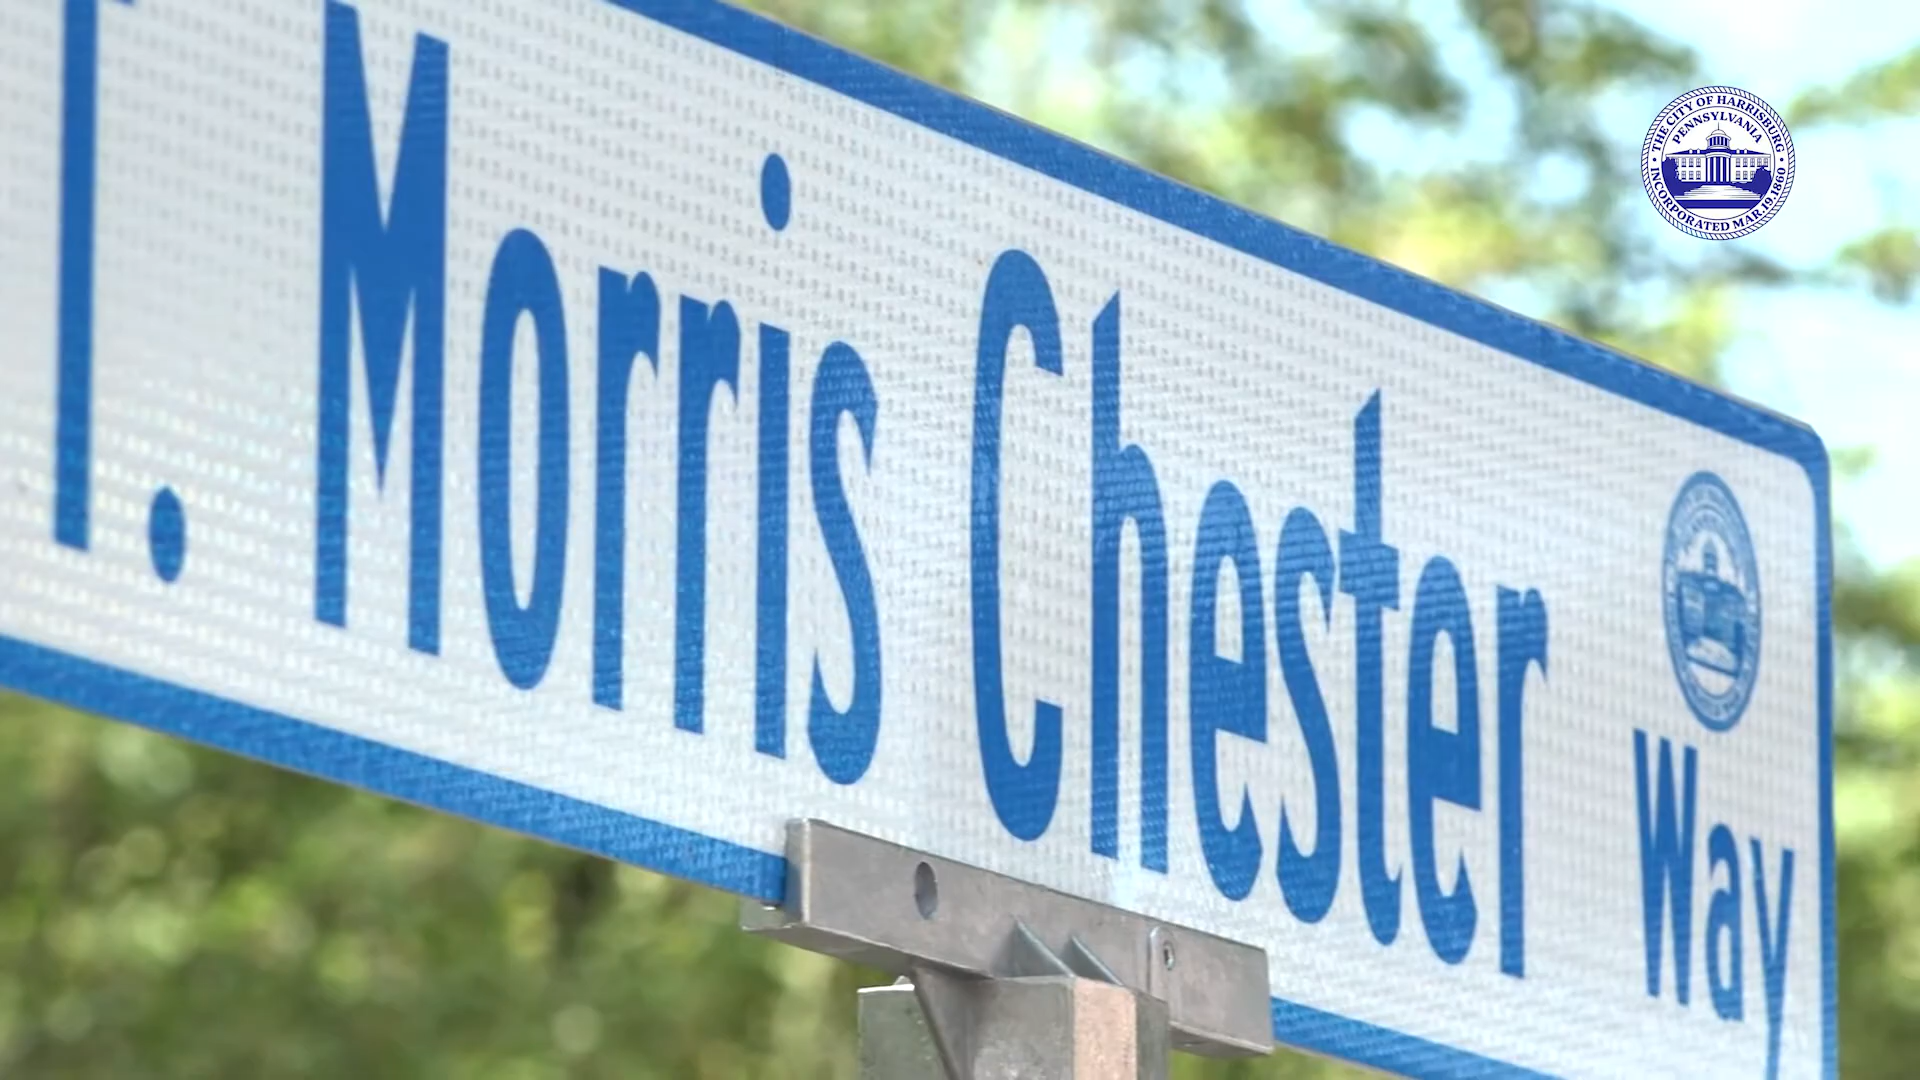 T. Morris Chester Way
THE CITY OF HARRISBURG
PENNSYLVANIA
INCORPORATED MAR. 19. 1860